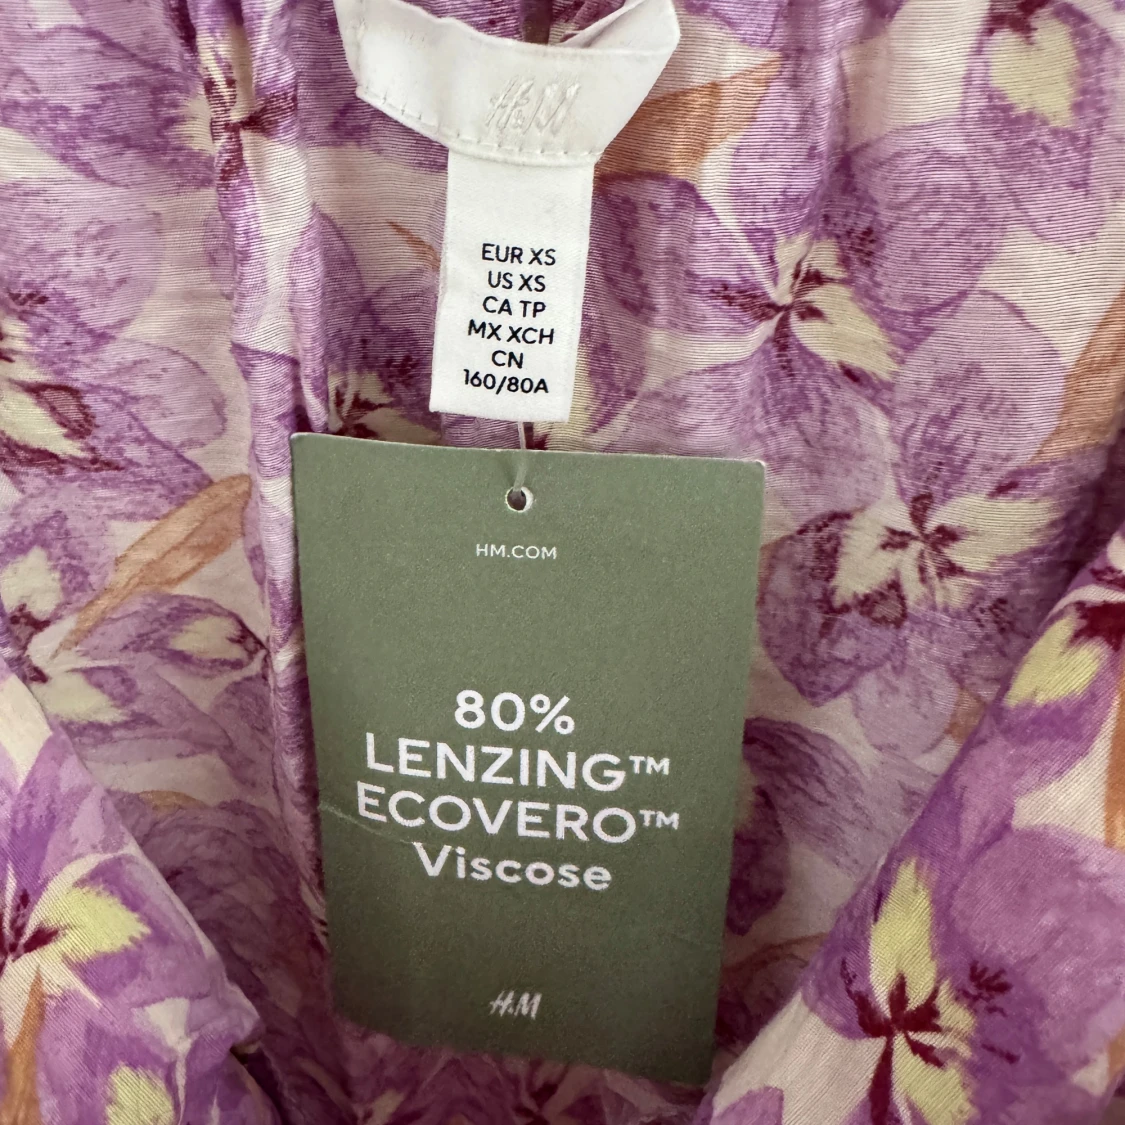 H&M
EUR XS
US XS
CA TP
MX XCH
CN
160/80A
HM.COM
80%
LENZING™
ECOVERO™
Viscose
H&M